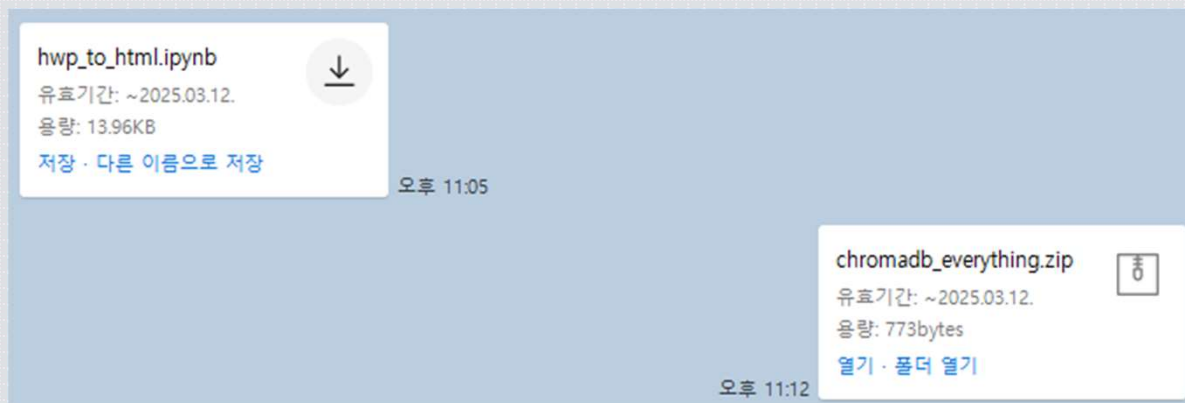 hwp_to_html.ipynb
유효기간: ~2025.03.12.
용량: 13.96KB
저장 · 다른 이름으로 저장
오후 11:05
chromadb_everything.zip
유효기간: ~2025.03.12.
용량: 773bytes
열기 · 폴더 열기
오후 11:12